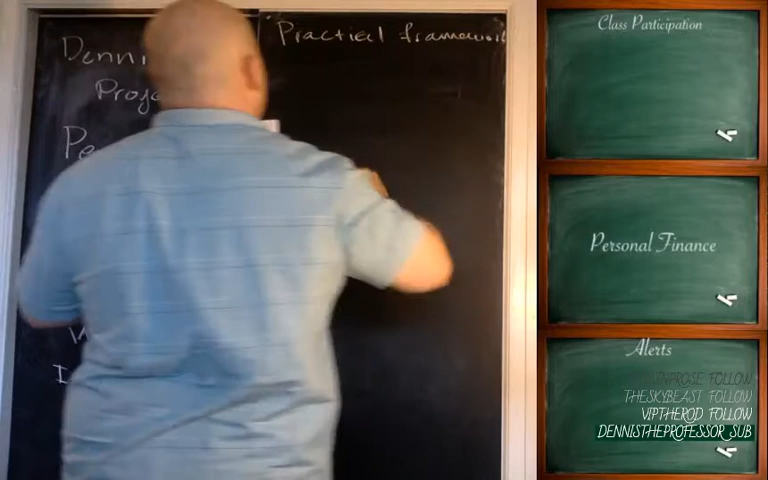 Denni
Proje
Pe
Practical framework
Class Participation
Personal Finance
Alerts
THESKYBEAST FOLLOW
VIPTHEROD FOLLOW
DENNISTHEPROFESSOR SUB